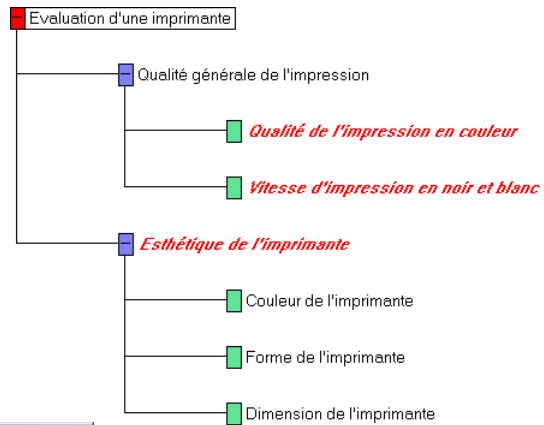 Evaluation d'une imprimante
Qualité générale de l'impression
Qualité de l'impression en couleur
Vitesse d'impression en noir et blanc
Esthétique de l'imprimante
Couleur de l'imprimante
Forme de l'imprimante
Dimension de l'imprimante